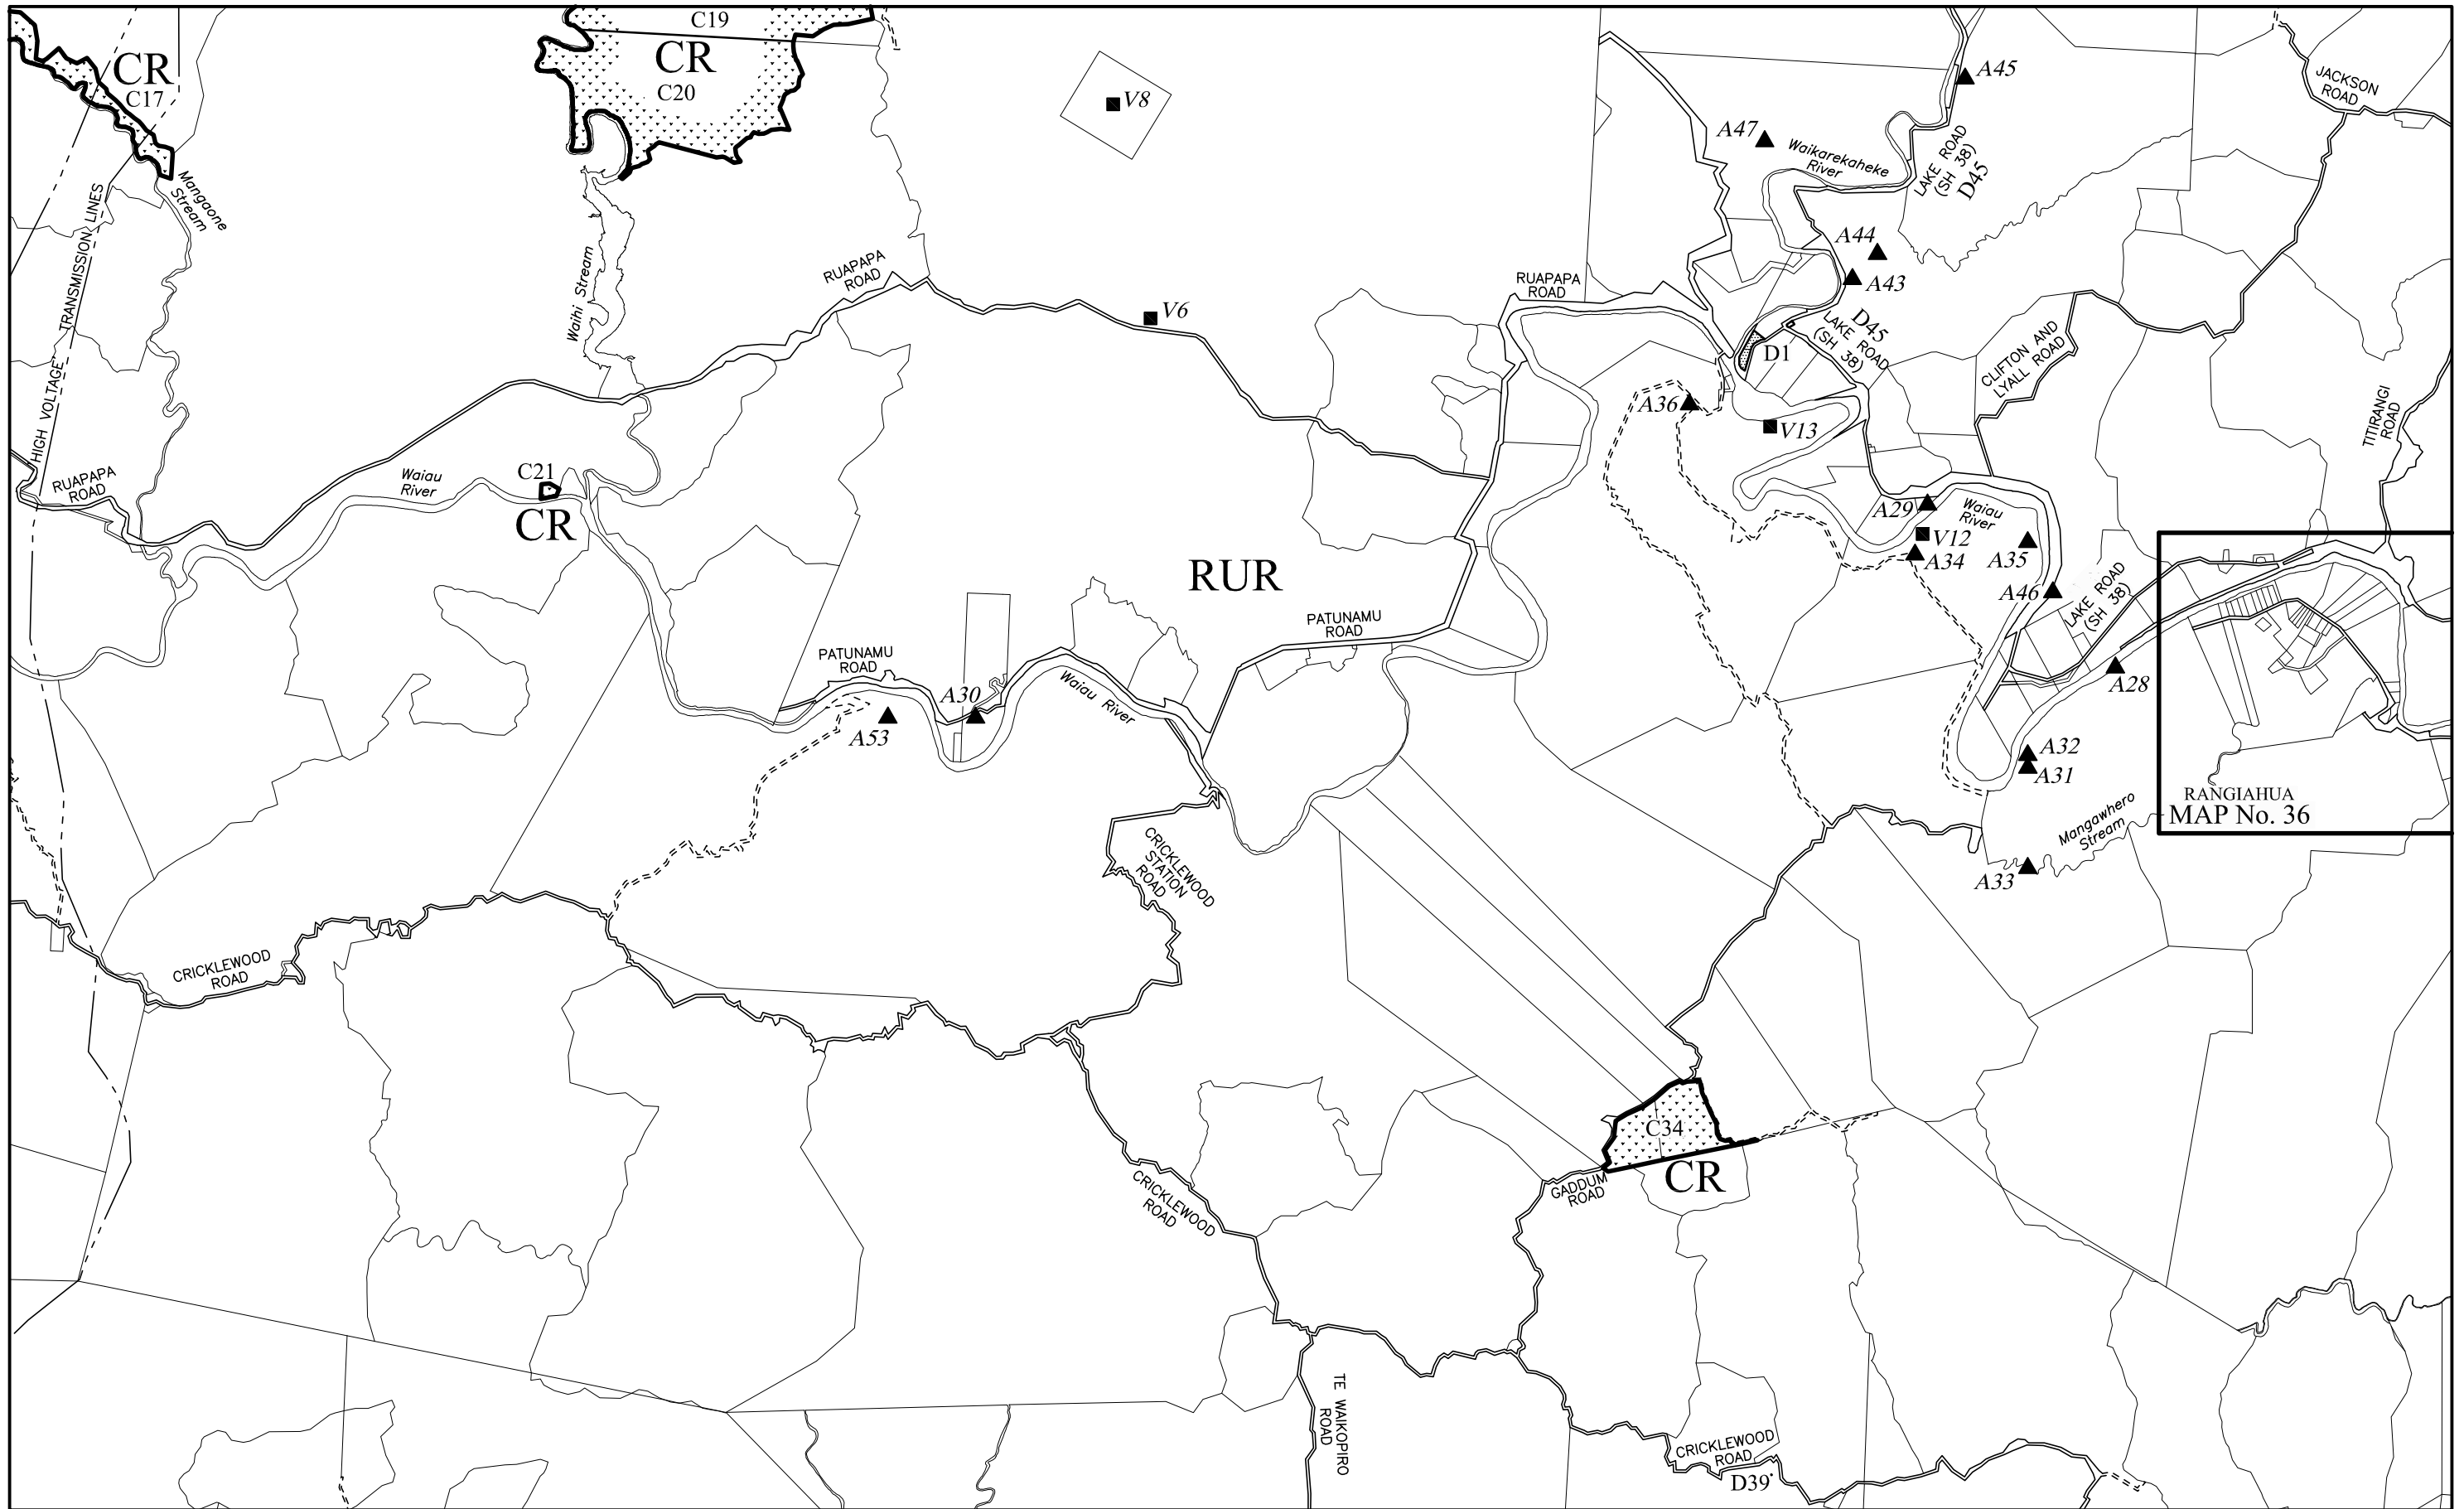 C19
CR
C20
CR
C17
V8
A45
JACKSON
ROAD
A47
Waikarekaheke
River
LAKE ROAD
(SH 38)
D45
Mangaone
Stream
HIGH VOLTAGE TRANSMISSION LINES
Waihi Stream
RUAPAPA
ROAD
V6
RUAPAPA
ROAD
A44
A43
D45
LAKE ROAD
(SH 38)
D1
CLIFTON AND
LYALL ROAD
TITIRANGI
ROAD
A36
V13
RUAPAPA
ROAD
Waiau
River
C21
CR
A29
Waiau
River
V12
A34
A35
A46
LAKE ROAD
(SH 38)
RUR
PATUNAMU
ROAD
PATUNAMU
ROAD
A30
A53
Waiau River
A28
A32
A31
RANGIAHUA
MAP No. 36
Mangawhero
Stream
A33
CRICKLEWOOD
STATION
ROAD
CRICKLEWOOD
ROAD
C34
CR
GADDUM
ROAD
CRICKLEWOOD
ROAD
TE WAIKOPIRO
ROAD
CRICKLEWOOD
ROAD
D39